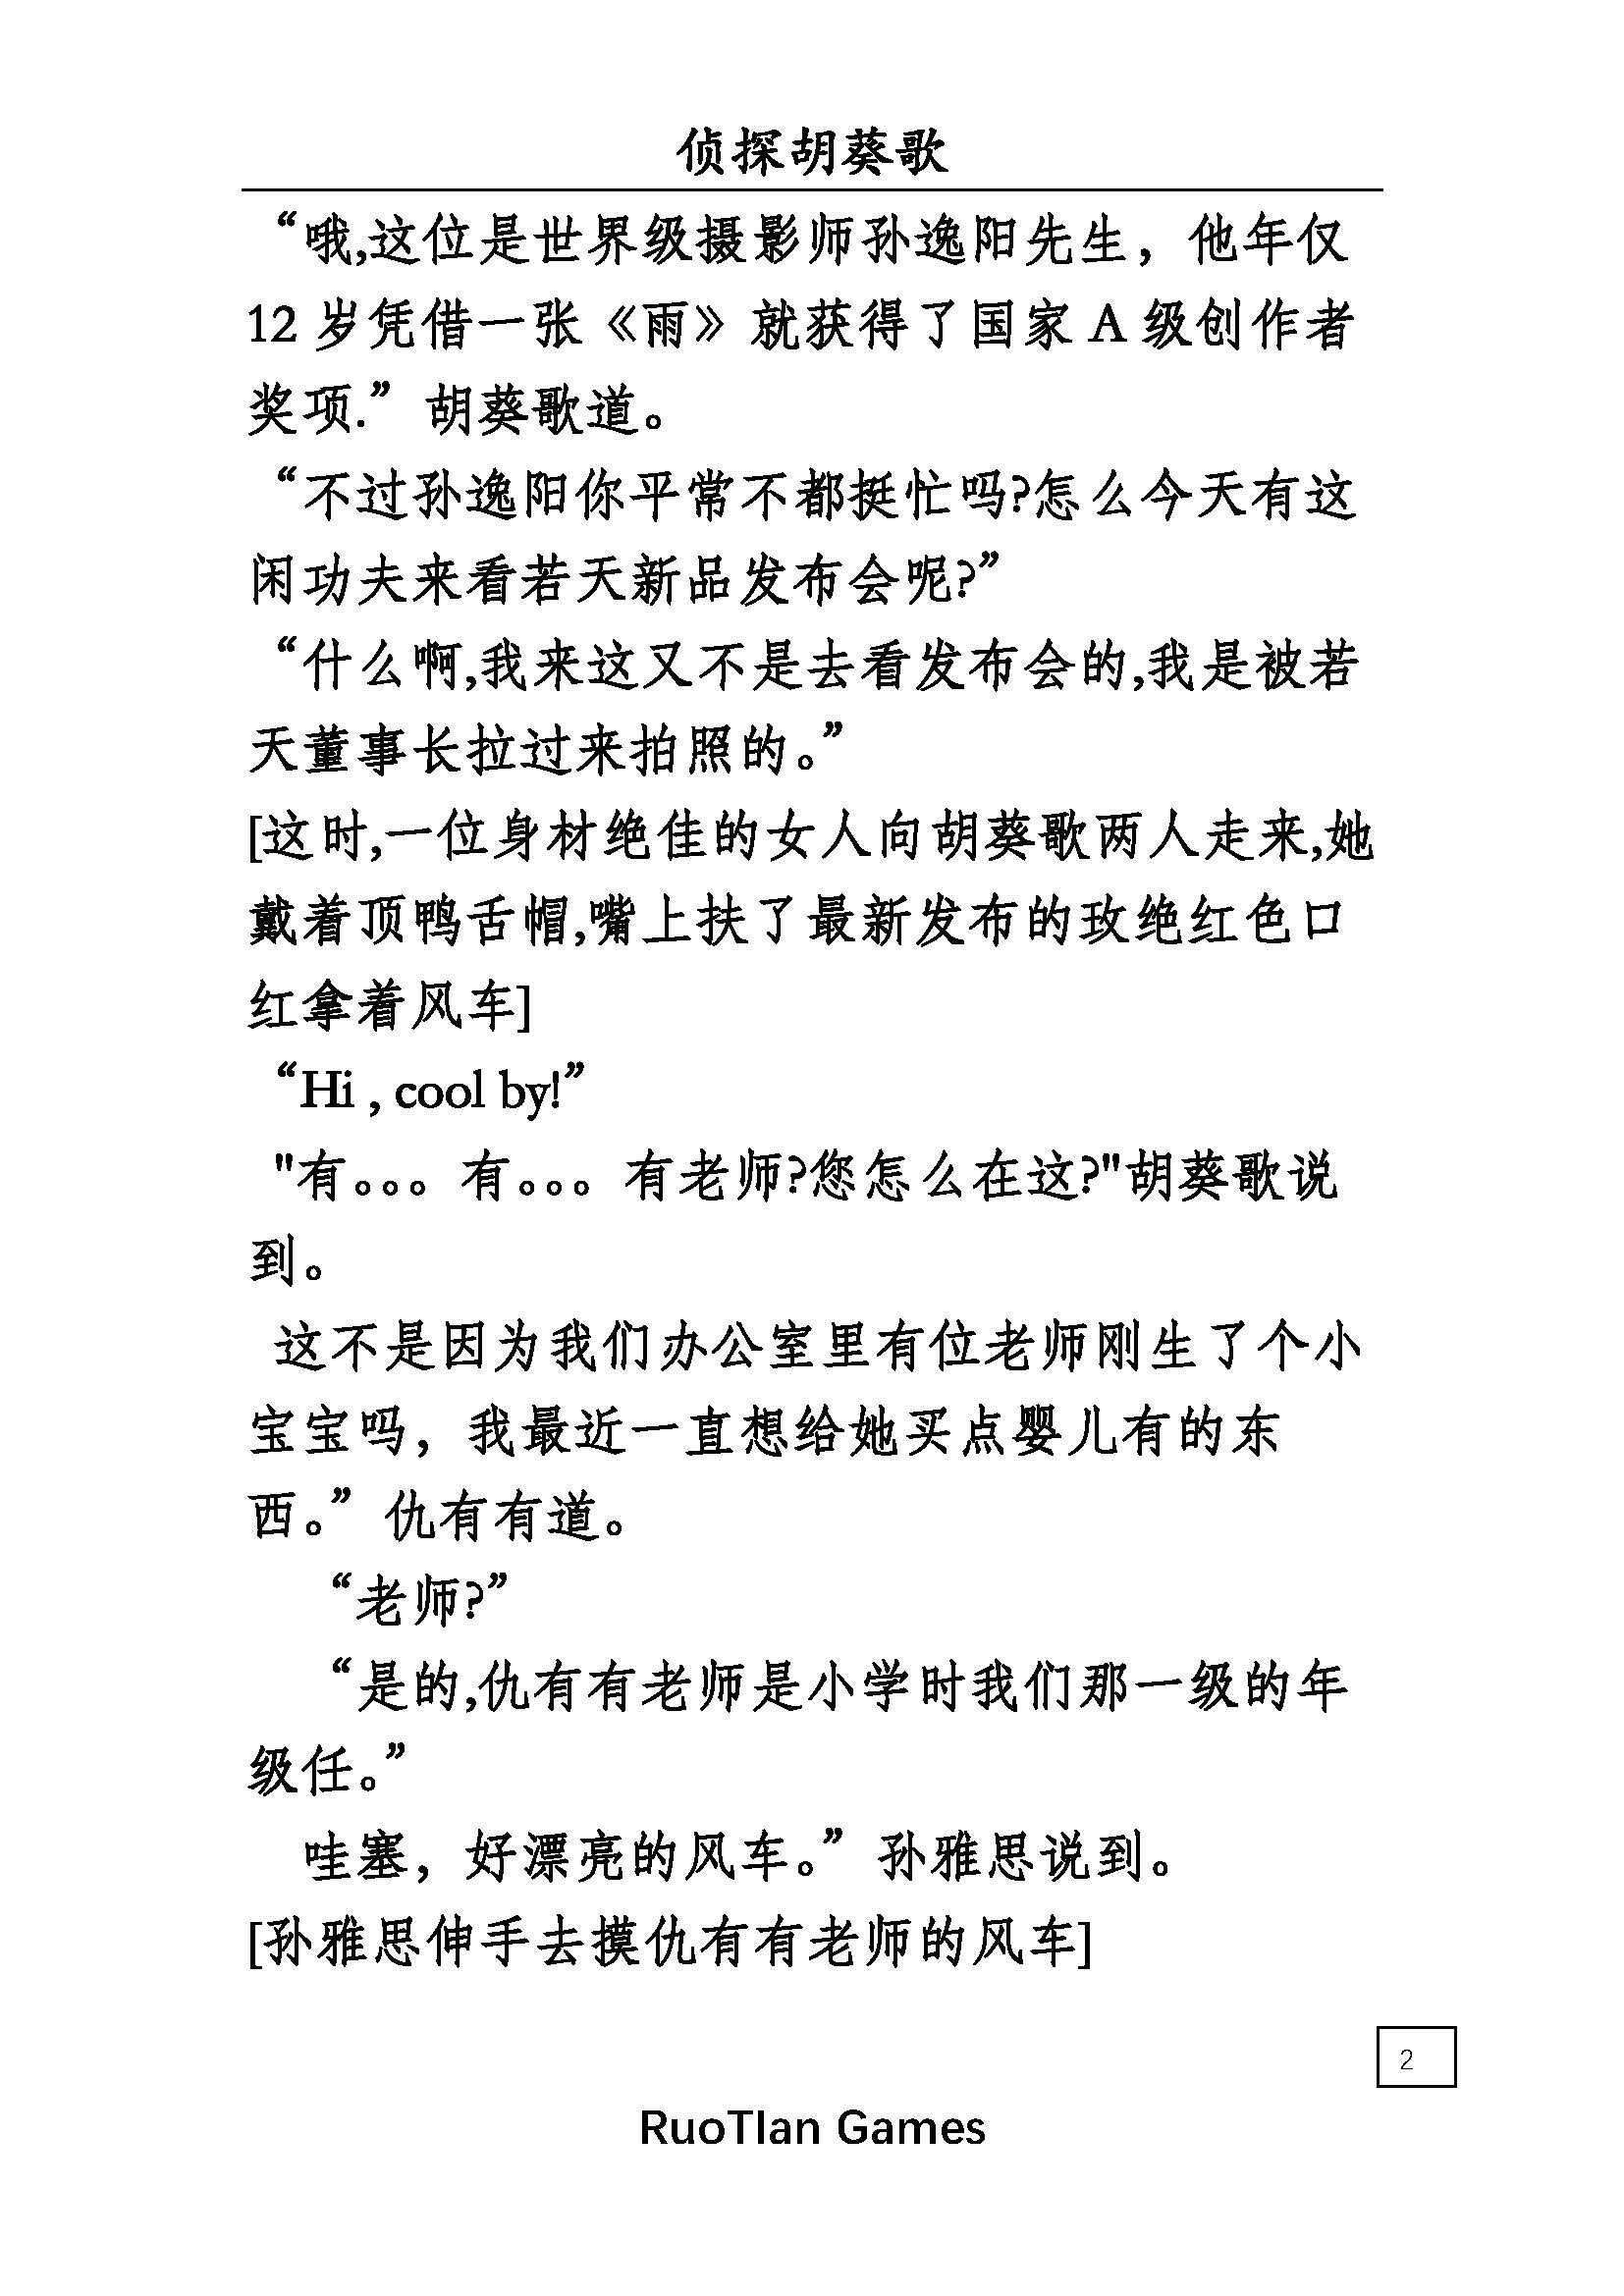 侦探胡葵歌
“哦,这位是世界级摄影师孙逸阳先生，他年仅
12 岁凭借一张《雨》就获得了国家 A 级创作者
奖项.”胡葵歌道。
“不过孙逸阳你平常不都挺忙吗?怎么今天有这
闲功夫来看若天新品发布会呢?”
“什么啊,我来这又不是去看发布会的,我是被若
天董事长拉过来拍照的。”
[这时,一位身材绝佳的女人向胡葵歌两人走来,她
戴着顶鸭舌帽,嘴上扶了最新发布的玫绝红色口
红拿着风车]
“Hi , cool by!”
"有。。。有。。。有老师?您怎么在这?"胡葵歌说
到。
这不是因为我们办公室里有位老师刚生了个小
宝宝吗，我最近一直想给她买点婴儿有的东
西。”仇有有道。
“老师?”
“是的,仇有有老师是小学时我们那一级的年
级任。”
哇塞，好漂亮的风车。”孙雅思说到。
[孙雅思伸手去摸仇有有老师的风车]
2
RuoTIan Games